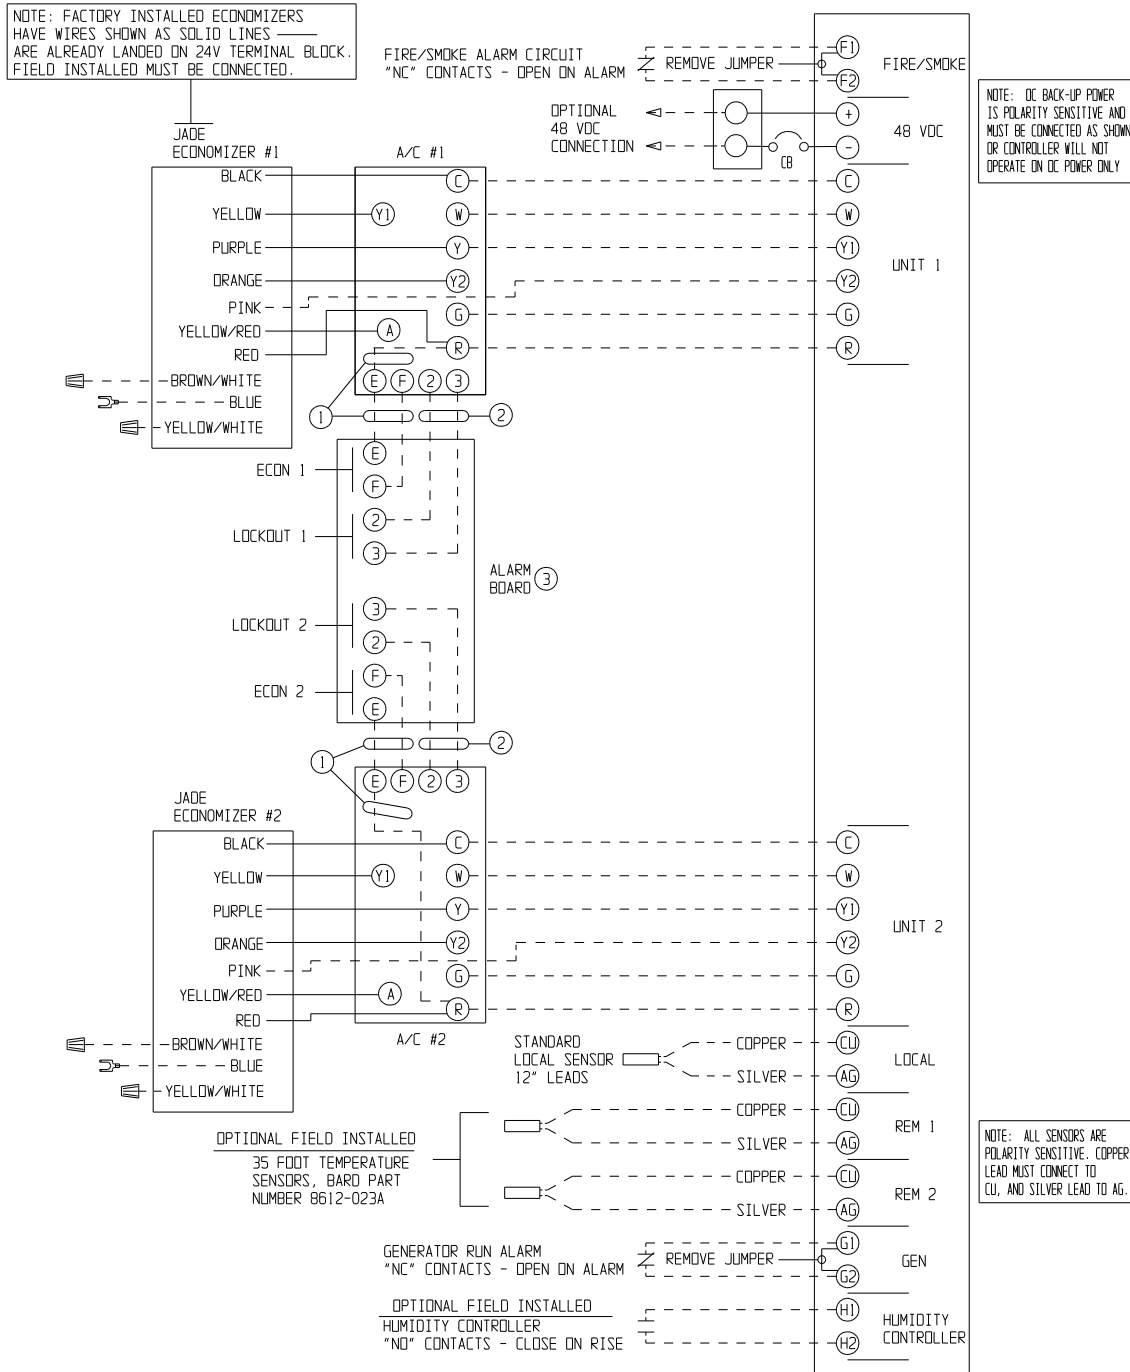 NOTE: FACTORY INSTALLED ECONOMIZERS
HAVE WIRES SHOWN AS SOLID LINES
ARE ALREADY LANDED ON 24V TERMINAL BLOCK.
FIELD INSTALLED MUST BE CONNECTED.
FIRE/SMOKE ALARM CIRCUIT
"NC" CONTACTS - OPEN ON ALARM
REMOVE JUMPER
F1
F2
FIRE/SMOKE
OPTIONAL
48 VDC
CONNECTION
CB
+
-
48 VDC
NOTE: DC BACK-UP POWER
IS POLARITY SENSITIVE AND
MUST BE CONNECTED AS SHOWN
OR CONTROLLER WILL NOT
OPERATE ON DC POWER ONLY
JADE
ECONOMIZER #1
A/C #1
BLACK
YELLOW
PURPLE
ORANGE
PINK
YELLOW/RED
RED
BROWN/WHITE
BLUE
YELLOW/WHITE
Y1
A
C
W
Y
Y2
G
R
E F 2 3
C
W
Y1
Y2
G
R
UNIT 1
1
2
ECON 1
E
F
LOCKOUT 1
2
3
ALARM
BOARD
3
LOCKOUT 2
3
2
ECON 2
F
E
1
2
E F 2 3
JADE
ECONOMIZER #2
BLACK
YELLOW
PURPLE
ORANGE
PINK
YELLOW/RED
RED
BROWN/WHITE
BLUE
YELLOW/WHITE
Y1
A
C
W
Y
Y2
G
R
A/C #2
C
W
Y1
Y2
G
R
UNIT 2
STANDARD
LOCAL SENSOR
12" LEADS
COPPER
SILVER
CU
AG
LOCAL
OPTIONAL FIELD INSTALLED
35 FOOT TEMPERATURE
SENSORS, BARD PART
NUMBER 8612-023A
COPPER
SILVER
CU
AG
REM 1
COPPER
SILVER
CU
AG
REM 2
NOTE: ALL SENSORS ARE
POLARITY SENSITIVE. COPPER
LEAD MUST CONNECT TO
CU, AND SILVER LEAD TO AG.
GENERATOR RUN ALARM
"NC" CONTACTS - OPEN ON ALARM
REMOVE JUMPER
G1
G2
GEN
OPTIONAL FIELD INSTALLED
HUMIDITY CONTROLLER
"NO" CONTACTS - CLOSE ON RISE
H1
H2
HUMIDITY
CONTROLLER